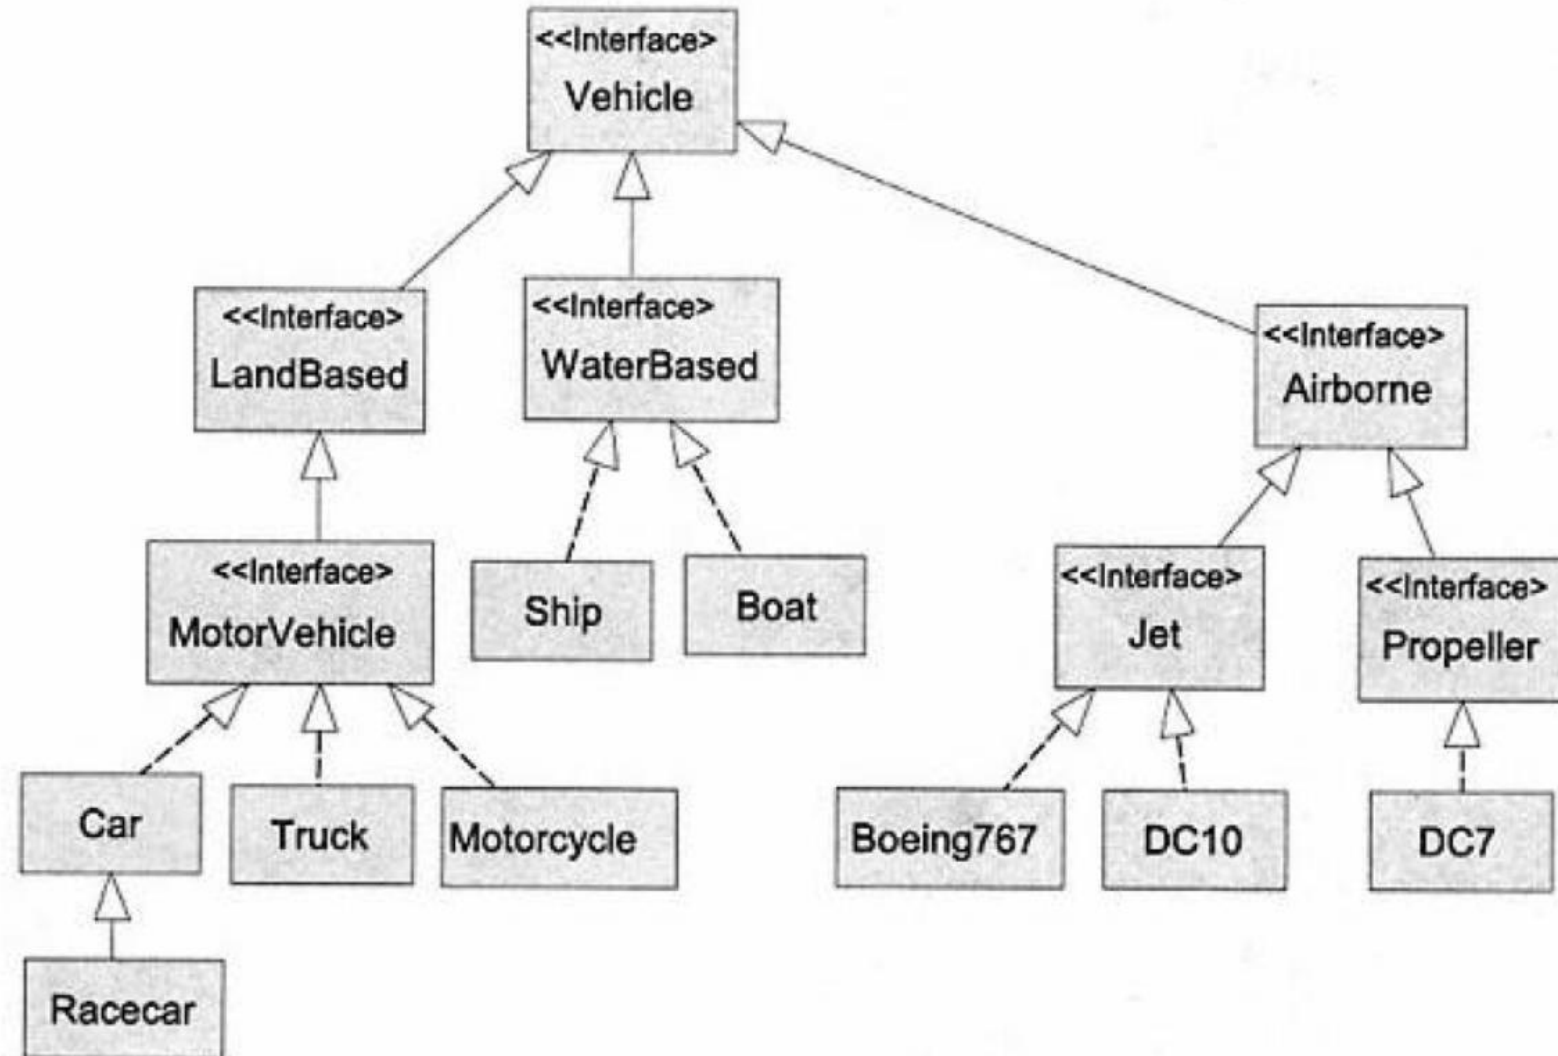 <<Interface>
Vehicle
<<Interface>
LandBased
<<Interface>
WaterBased
<<Interface>
Airborne
<<Interface>
MotorVehicle
Ship
Boat
<<Interface>
Jet
<<Interface>
Propeller
Car
Truck
Motorcycle
Boeing767
DC10
DC7
Racecar